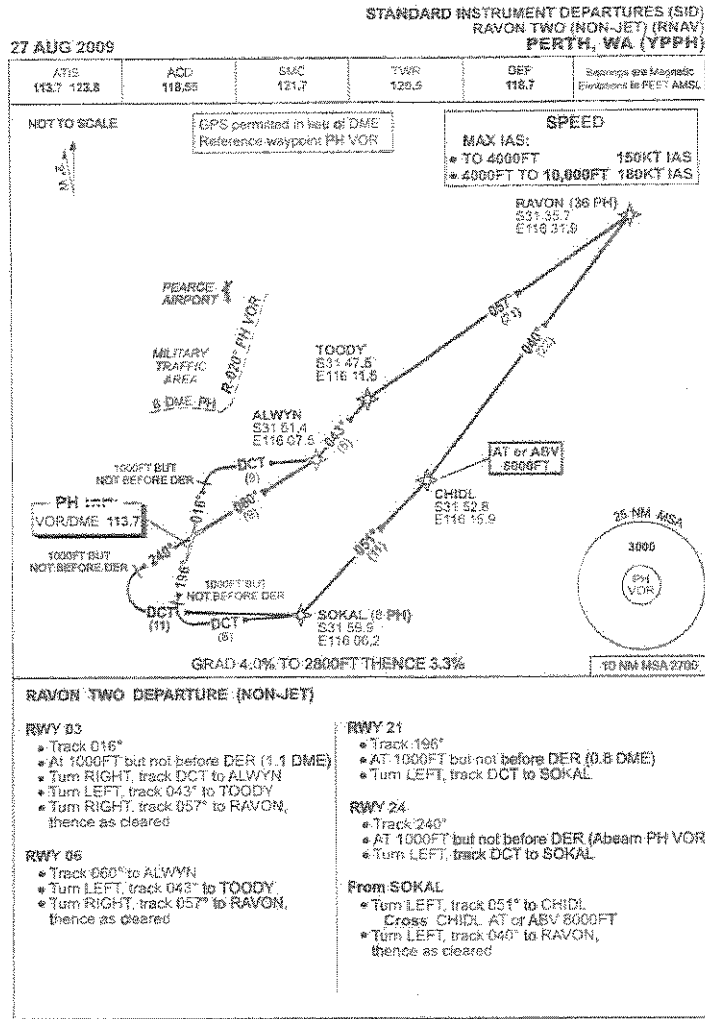 STANDARD INSTRUMENT DEPARTURES (SID)
RAVON TWO (NON-JET) (RNAV)
27 AUG 2009
PERTH, WA (YPPH)
ATIS
113.7 123.8
ACD
118.55
SMC
121.7
TWR
120.5
DEP
118.7
Bearings are Magnetic
Elevations in FEET AMSL
NOT TO SCALE
GPS permitted in lieu of DME
Reference waypoint PH VOR
SPEED
MAX IAS:
• TO 4000FT 150KT IAS
• 4000FT TO 10,000FT 180KT IAS
RAVON (36 PH)
S31 35.7
E116 31.9
PEARCE
AIRPORT
R-020° PH VOR
MILITARY
TRAFFIC
AREA
8 DME PH
057°
(21)
040°
TOODY
S31 47.5
E116 11.6
ALWYN
S31 51.4
E116 07.5
043°
(5)
1000FT BUT
NOT BEFORE DER
DCT
(9)
AT or ABV
8000FT
CHIDL
S31 52.8
E116 16.9
PH
VOR/DME 113.7
016°
060°
(9)
25 NM MSA
3000
PH
VOR
1000FT BUT
NOT BEFORE DER
240°
196°
051°
(11)
1000FT BUT
NOT BEFORE DER
DCT
(11)
DCT
SOKAL (8 PH)
S31 59.9
E116 06.2
GRAD 4.0% TO 2800FT THENCE 3.3%
10 NM MSA 2700
RAVON TWO DEPARTURE (NON-JET)
RWY 03
• Track 016°
• At 1000FT but not before DER (1.1 DME)
• Turn RIGHT, track DCT to ALWYN
• Turn LEFT, track 043° to TOODY
• Turn RIGHT, track 057° to RAVON,
thence as cleared
RWY 06
• Track 060° to ALWYN
• Turn LEFT, track 043° to TOODY
• Turn RIGHT, track 057° to RAVON,
thence as cleared
RWY 21
• Track 196°
• AT 1000FT but not before DER (0.8 DME)
• Turn LEFT, track DCT to SOKAL
RWY 24
• Track 240°
• AT 1000FT but not before DER (Abeam PH VOR
• Turn LEFT, track DCT to SOKAL
From SOKAL
• Turn LEFT, track 051° to CHIDL
Cross CHIDL AT or ABV 8000FT
• Turn LEFT, track 040° to RAVON,
thence as cleared